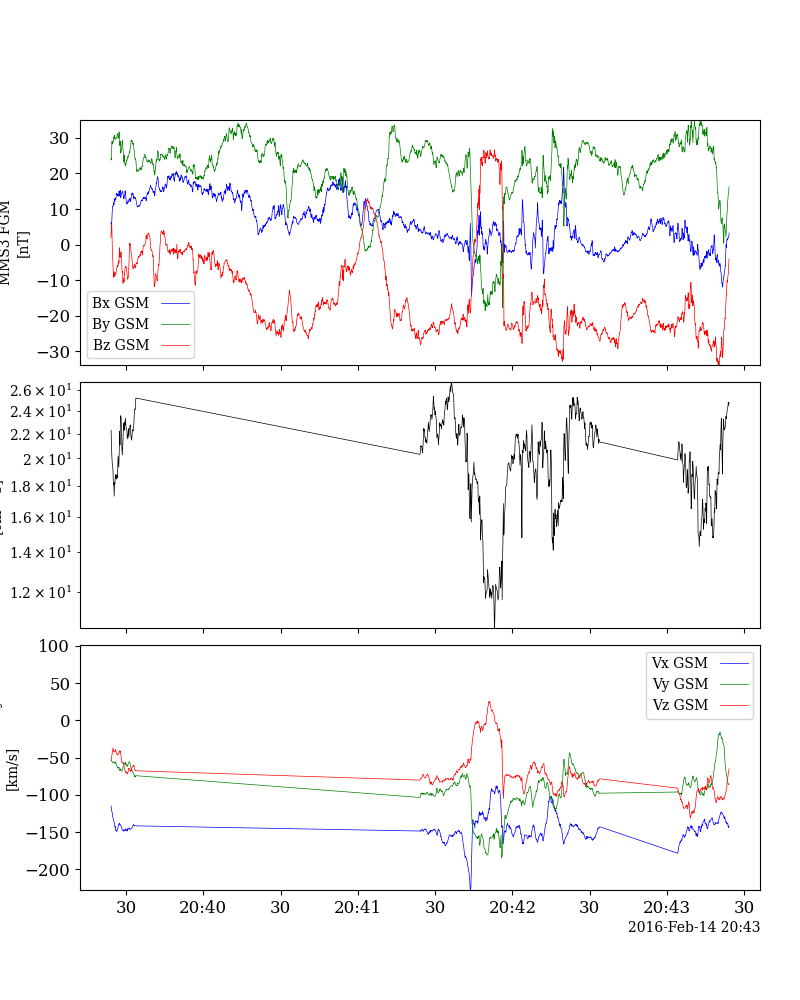 MMS3 FGM
[nT]
30
20
10
0
−10
−20
−30
Bx GSM
By GSM
Bz GSM
2.6 × 10¹
2.4 × 10¹
2.2 × 10¹
2 × 10¹
1.8 × 10¹
1.6 × 10¹
1.4 × 10¹
1.2 × 10¹
[km/s]
100
50
0
−50
−100
−150
−200
Vx GSM
Vy GSM
Vz GSM
30 20:40 30 20:41 30 20:42 30 20:43 30
2016-Feb-14 20:43